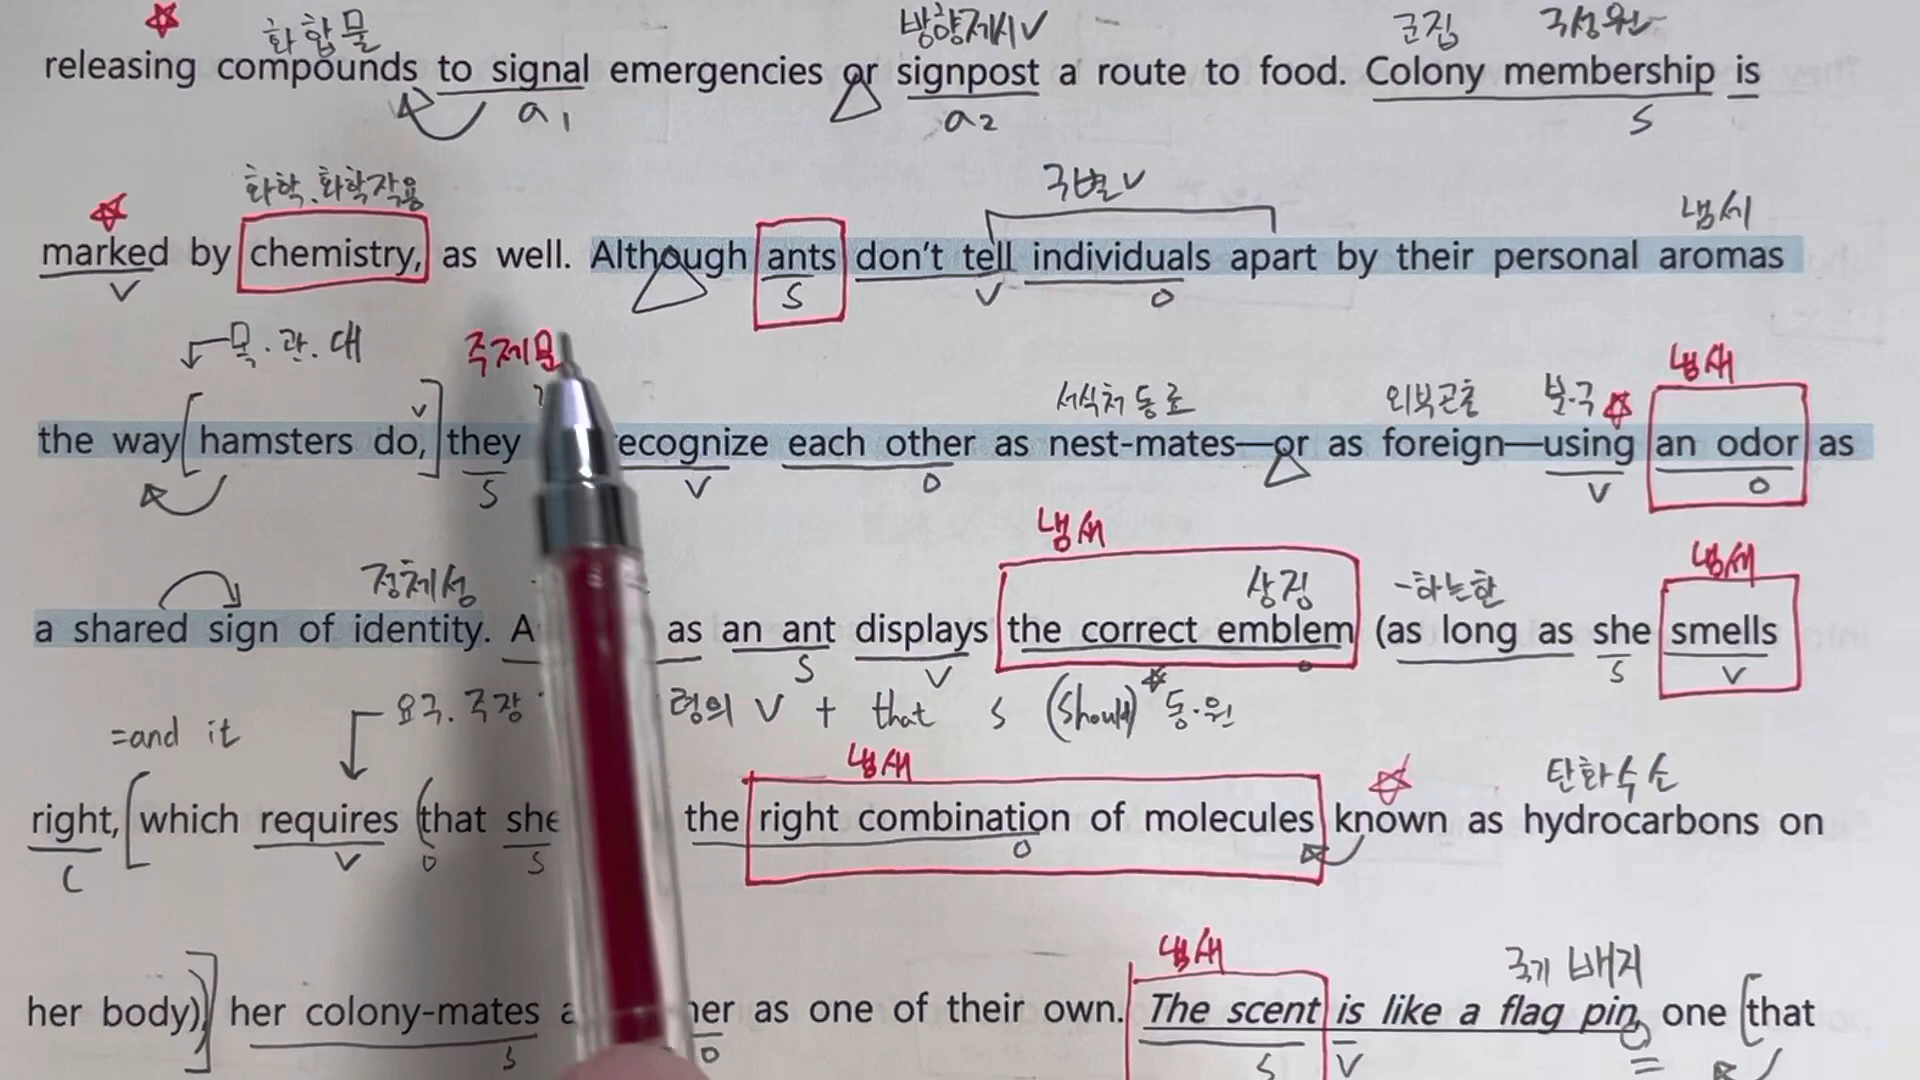 화합물 방향제시V 군집 구성원
releasing compounds to signal emergencies or signpost a route to food. Colony membership is
a1 a2 S
화학.화학작용 구별V 냄새
marked by chemistry, as well. Although ants don't tell individuals apart by their personal aromas
V S V O
목.관.대 주제문 냄새
V 서식처 동료 외부곤충 분.구
the way hamsters do, they recognize each other as nest-mates—or as foreign—using an odor as
S V O V O
냄새 냄새
정체성 상징 -하는한
a shared sign of identity. as an ant displays the correct emblem (as long as she smells
S V o S V
=and it 요구.주장 령의 V + that S (should) 동.원
냄새 탄화수소
right, which requires that she the right combination of molecules known as hydrocarbons on
C V O S O
냄새 국기 배지
her body), her colony-mates her as one of their own. The scent is like a flag pin, one that
S O S V